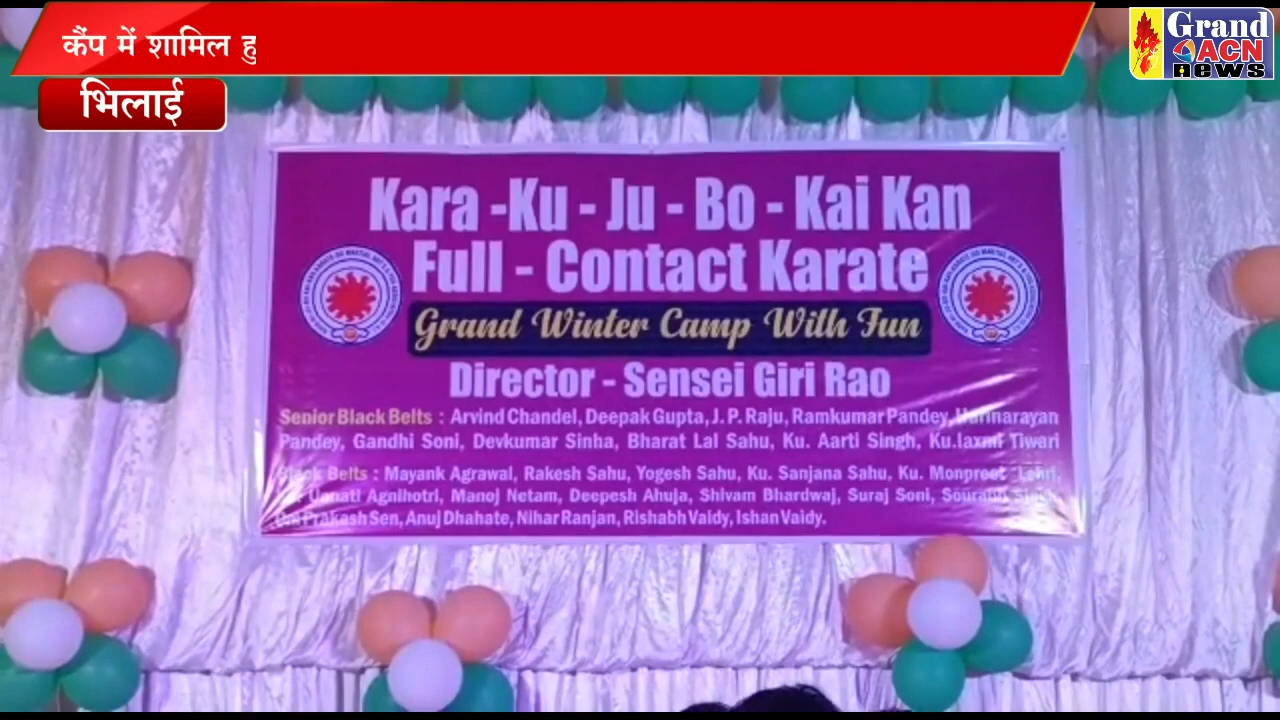 कैंप में शामिल हु
Grand
ACN
news
भिलाई
Kara -Ku - Ju - Bo - Kai Kan
Full - Contact Karate
Grand Winter Camp With Fun
Director - Sensei Giri Rao
Senior Black Belts : Arvind Chandel, Deepak Gupta, J. P. Raju, Ramkumar Pandey, Harinarayan
Pandey, Gandhi Soni, Devkumar Sinha, Bharat Lal Sahu, Ku. Aarti Singh, Ku.laxmi Tiwari
Black Belts : Mayank Agrawal, Rakesh Sahu, Yogesh Sahu, Ku. Sanjana Sahu, Ku. Monpreet
Agnihotri, Manoj Netam, Deepesh Ahuja, Shivam Bhardwaj, Suraj Soni, Sourabh
Prakash Sen, Anuj Dhahate, Nihar Ranjan, Rishabh Vaidy, Ishan Vaidy.